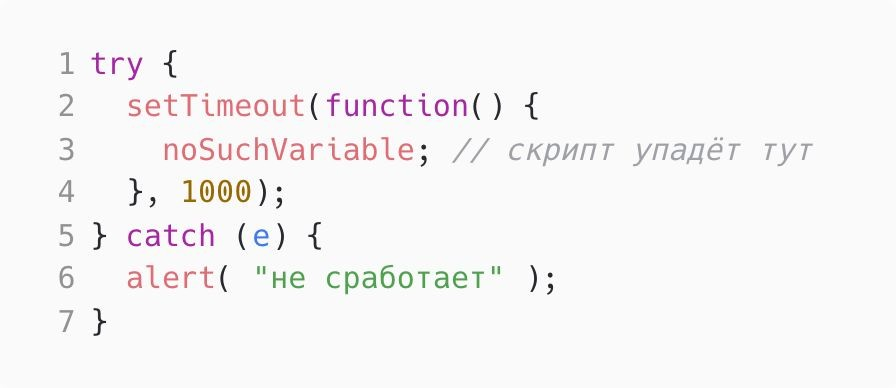 1 try {
2   setTimeout(function() {
3     noSuchVariable; // скрипт упадёт тут
4   }, 1000);
5 } catch (e) {
6   alert( "не сработает" );
7 }